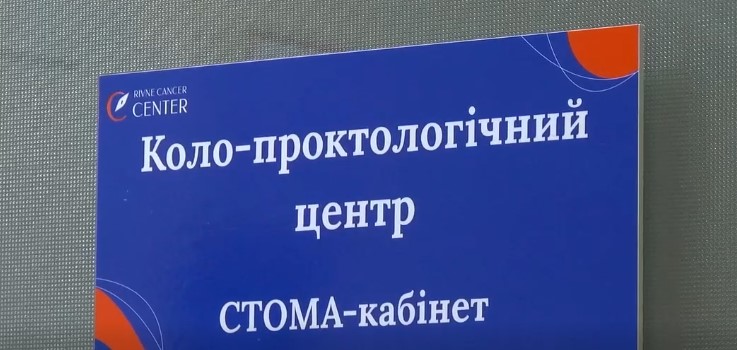 RIVNE CANCER
CENTER
Коло-проктологічний
центр
СТОМА-кабінет